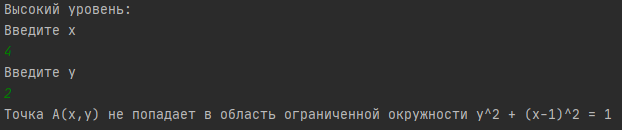 Высокий уровень:
Введите x
4
Введите y
2
Точка A(x,y) не попадает в область ограниченной окружности y^2 + (x-1)^2 = 1